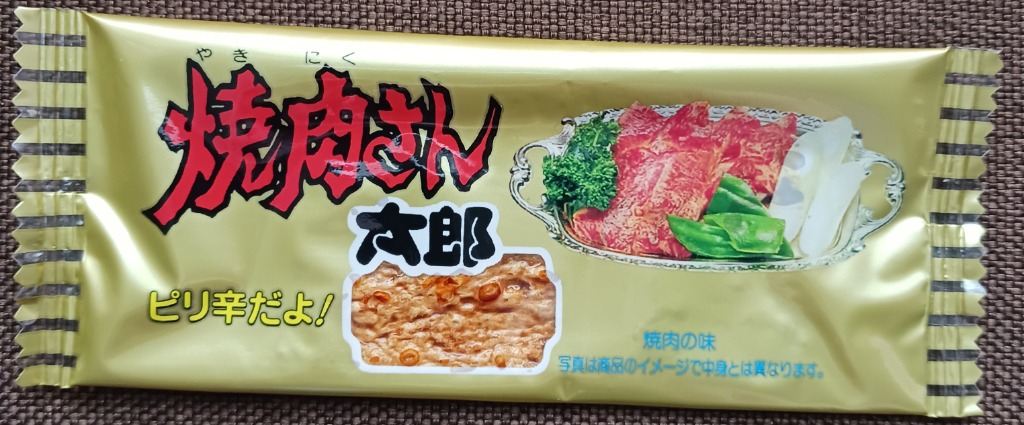 やき にく
焼肉さん
太郎
ピリ辛だよ!
焼肉の味
写真は商品のイメージで中身とは異なります。